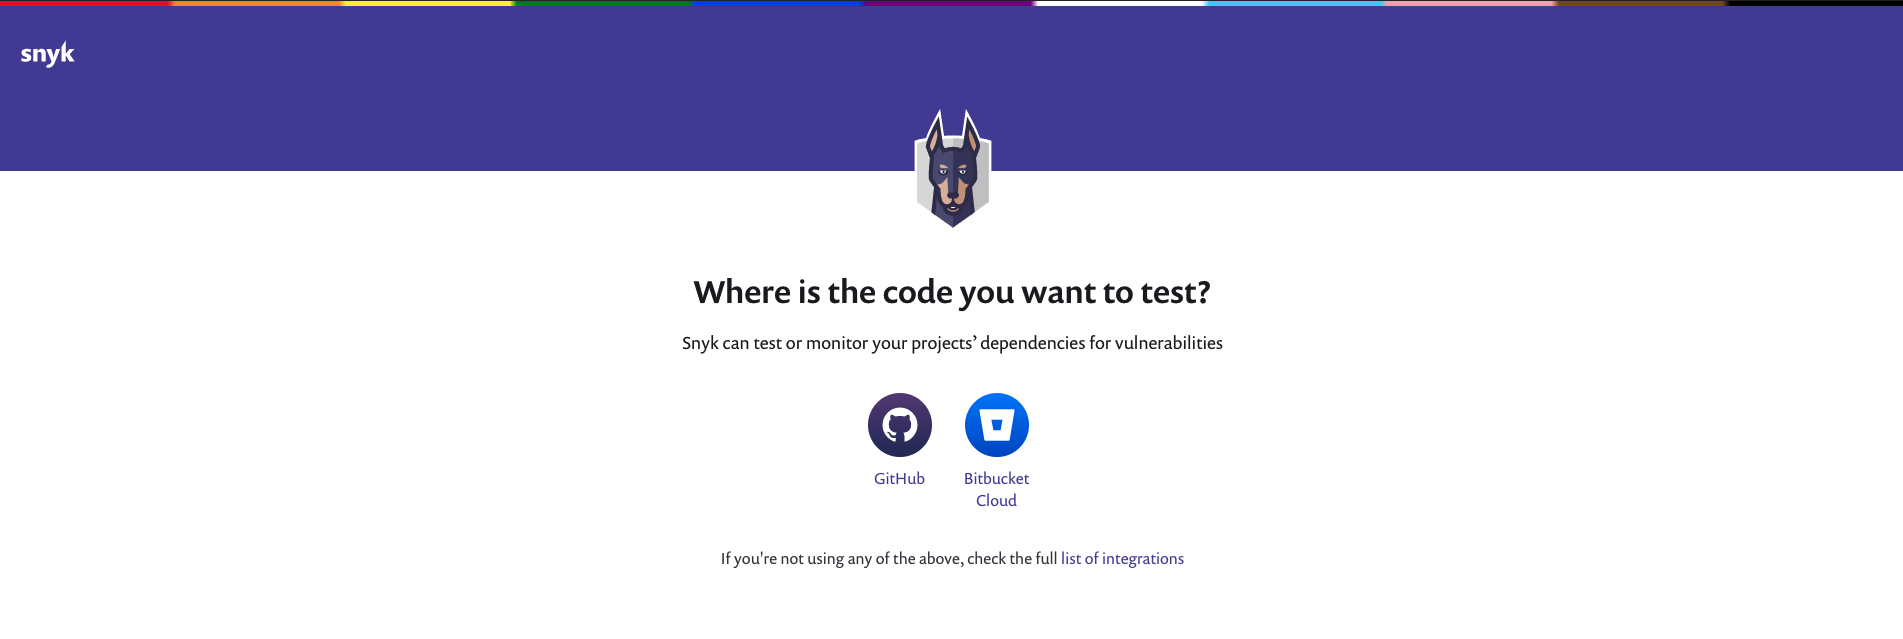 snyk
Where is the code you want to test?
Snyk can test or monitor your projects’ dependencies for vulnerabilities
GitHub
Bitbucket
Cloud
If you're not using any of the above, check the full list of integrations